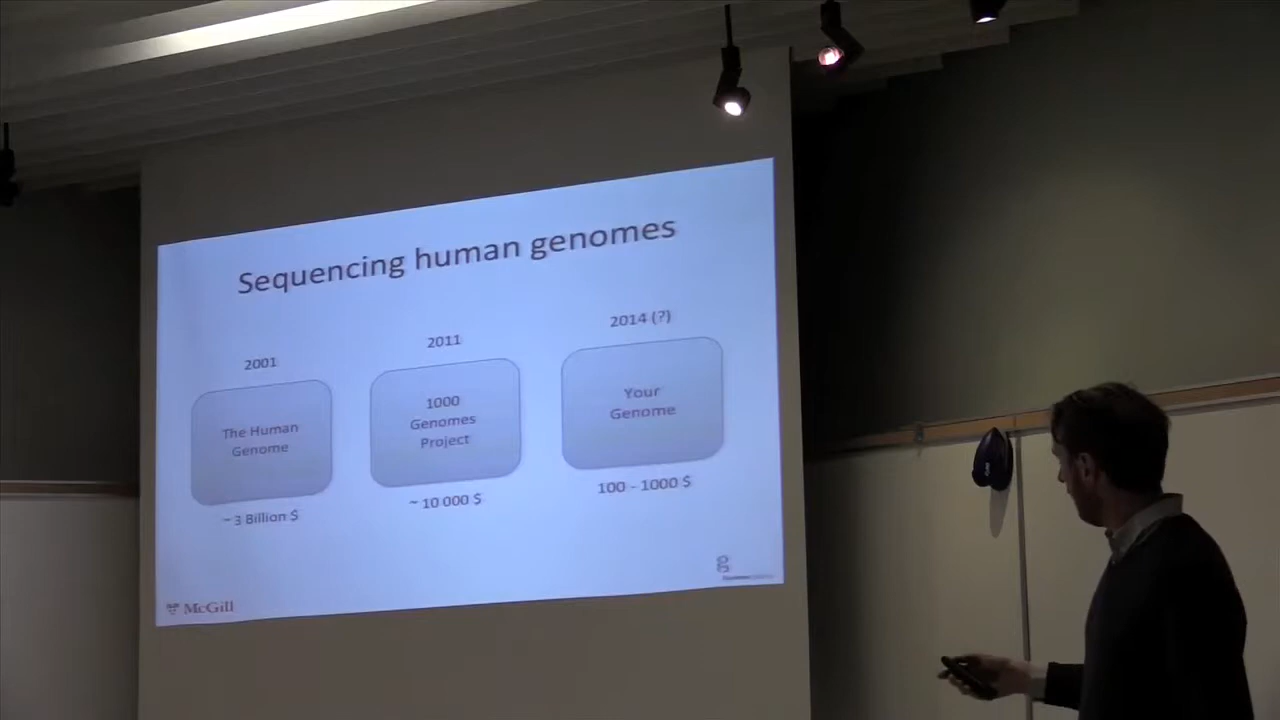 Sequencing human genomes
2001
2011
2014 (?)
The Human
Genome
1000
Genomes
Project
Your
Genome
~ 3 Billion $
~ 10 000 $
100 - 1000 $
McGill